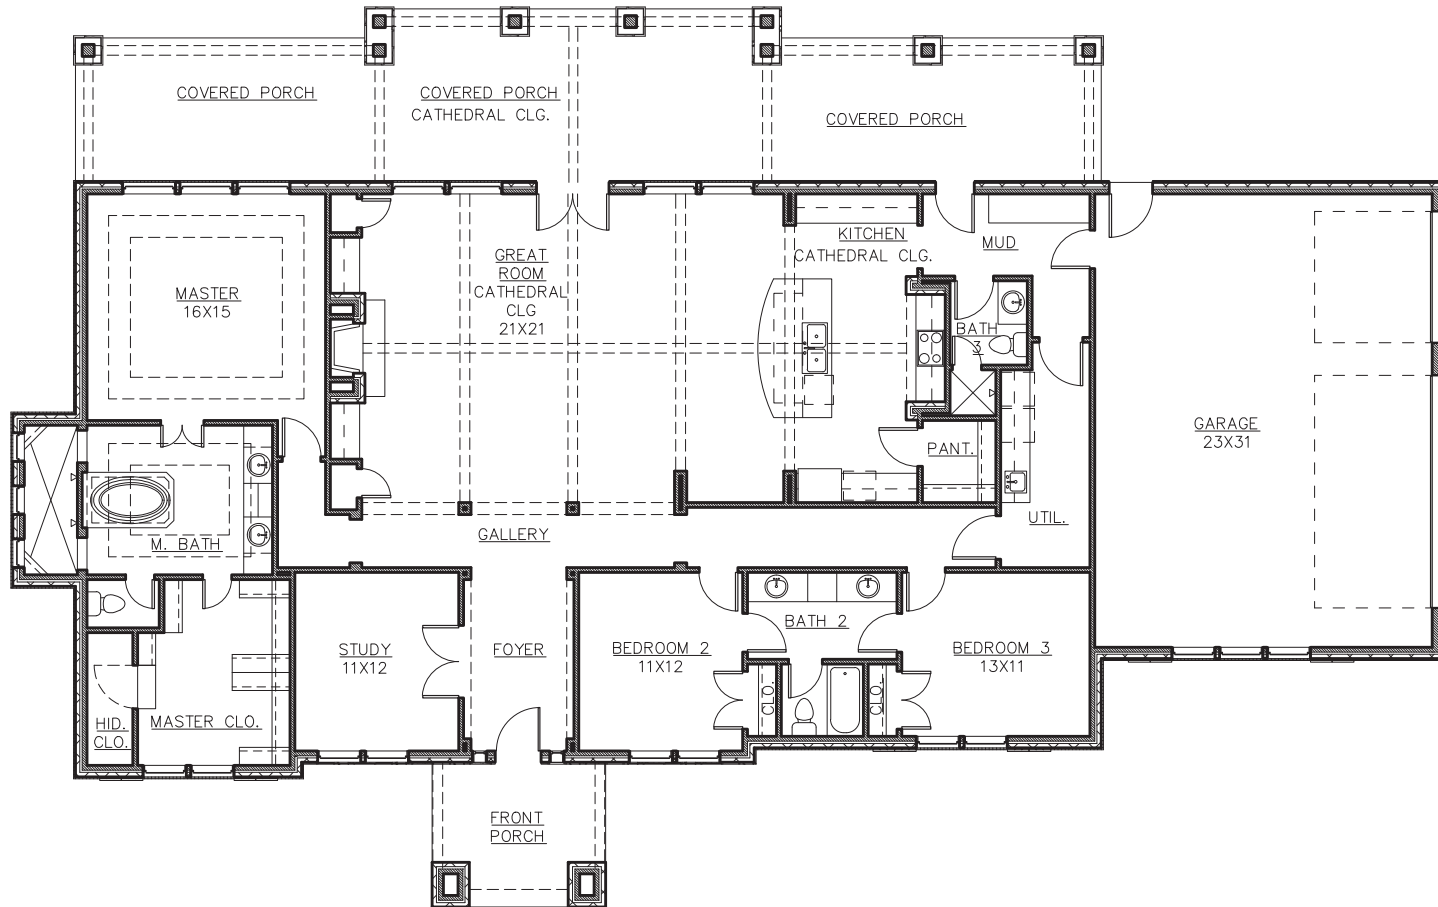 COVERED PORCH
COVERED PORCH
CATHEDRAL CLG.
COVERED PORCH
MASTER
16X15
GREAT
ROOM
CATHEDRAL
CLG
21X21
KITCHEN
CATHEDRAL CLG.
MUD
BATH
3
PANT.
GARAGE
23X31
M. BATH
GALLERY
UTIL.
STUDY
11X12
FOYER
BEDROOM 2
11X12
BATH 2
BEDROOM 3
13X11
CLO.
CLO.
HID.
CLO.
MASTER CLO.
FRONT
PORCH